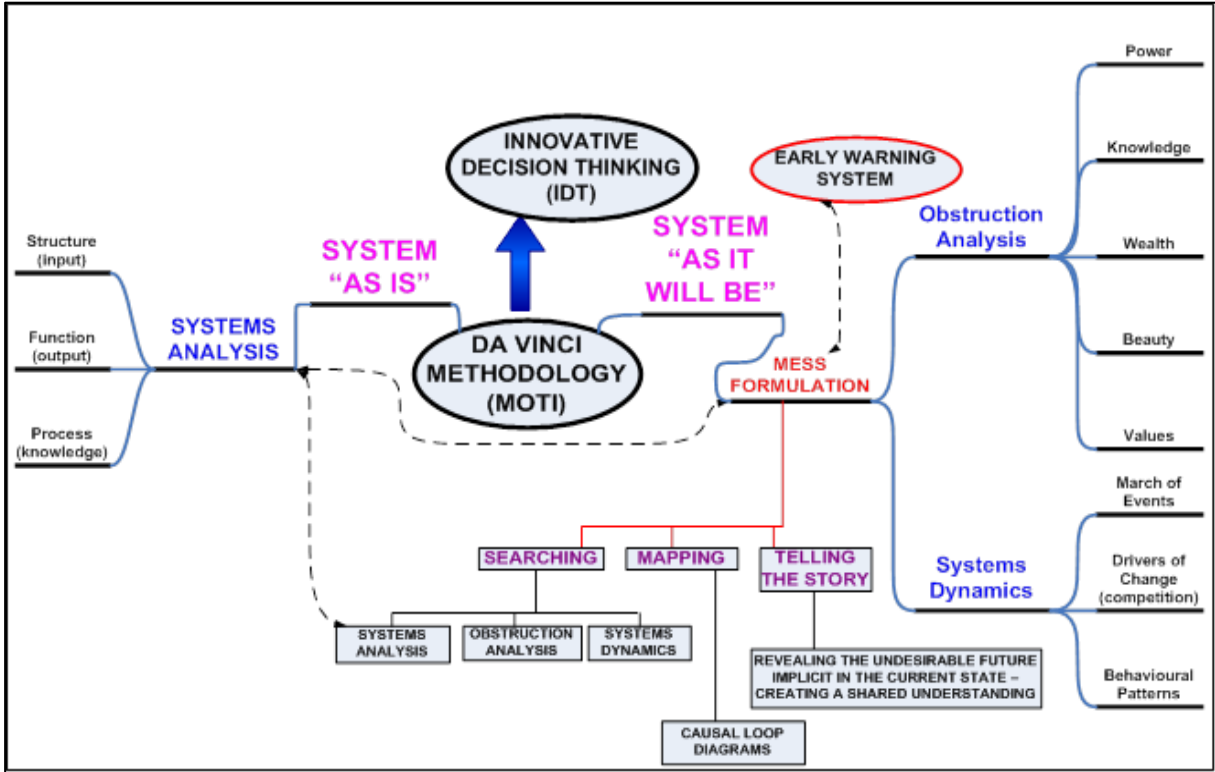 INNOVATIVE
DECISION THINKING
(IDT)
EARLY WARNING
SYSTEM
SYSTEM
“AS IS”
SYSTEM
“AS IT
WILL BE”
DA VINCI
METHODOLOGY
(MOTI)
Structure
(input)
Function
(output)
Process
(knowledge)
SYSTEMS
ANALYSIS
MESS
FORMULATION
Obstruction
Analysis
Power
Knowledge
Wealth
Beauty
Values
Systems
Dynamics
March of
Events
Drivers of
Change
(competition)
Behavioural
Patterns
SEARCHING
MAPPING
TELLING
THE STORY
SYSTEMS
ANALYSIS
OBSTRUCTION
ANALYSIS
SYSTEMS
DYNAMICS
REVEALING THE UNDESIRABLE FUTURE
IMPLICIT IN THE CURRENT STATE –
CREATING A SHARED UNDERSTANDING
CAUSAL LOOP
DIAGRAMS